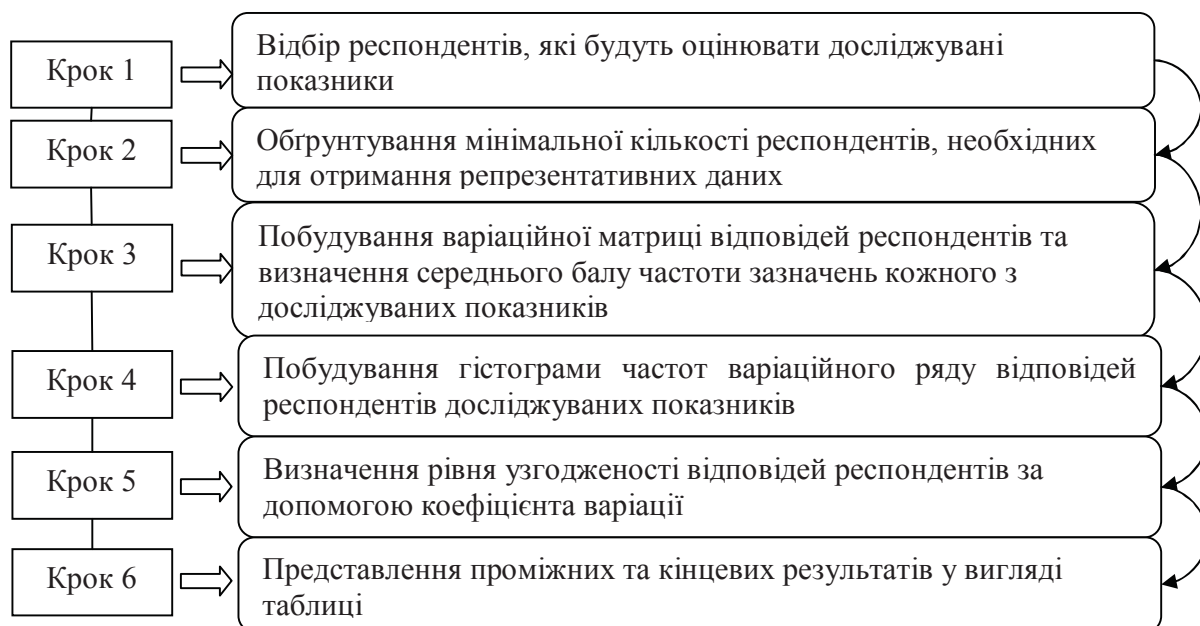 Крок 1
Відбір респондентів, які будуть оцінювати досліджувані
показники
Крок 2
Обґрунтування мінімальної кількості респондентів, необхідних
для отримання репрезентативних даних
Крок 3
Побудування варіаційної матриці відповідей респондентів та
визначення середнього балу частоти зазначень кожного з
досліджуваних показників
Крок 4
Побудування гістограми частот варіаційного ряду відповідей
респондентів досліджуваних показників
Крок 5
Визначення рівня узгодженості відповідей респондентів за
допомогою коефіцієнта варіації
Крок 6
Представлення проміжних та кінцевих результатів у вигляді
таблиці